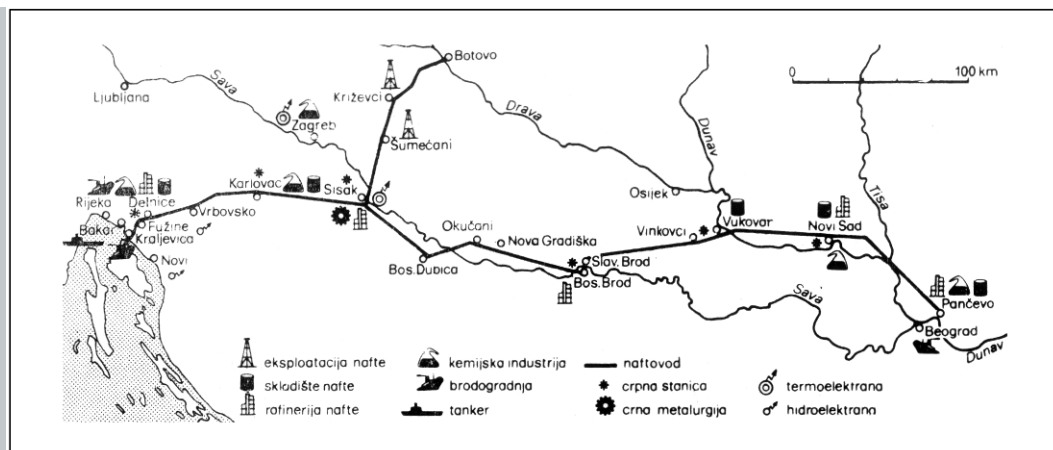 Botovo
Ljubljana
Sava
Križevci
0 100 km
Zagreb
Drava
Dunav
Šumećani
Tisa
Karlovac
Sisak
Osijek
Rijeka
Delnice
Vrbovsko
Bakar
Fužine
Kraljevica
Okučani
Nova Gradiška
Vinkovci
Vukovar
Novi Sad
Novi
Bos. Dubica
Slav. Brod
Bos. Brod
Sava
Pančevo
Beograd
Dunav
eksploatacija nafte
kemijska industrija
naftovod
skladište nafte
brodogradnja
crpna stanica
termoelektrana
rafinerija nafte
tanker
crna metalurgija
hidroelektrana